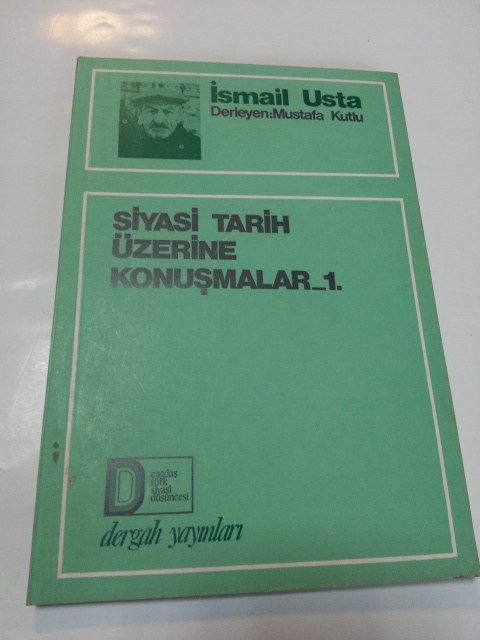 İsmail Usta
Derleyen:Mustafa Kutlu
SİYASİ TARİH
ÜZERİNE
KONUŞMALAR_1.
D
çağdaş
türk
siyasi
düşüncesi
dergah yayınları